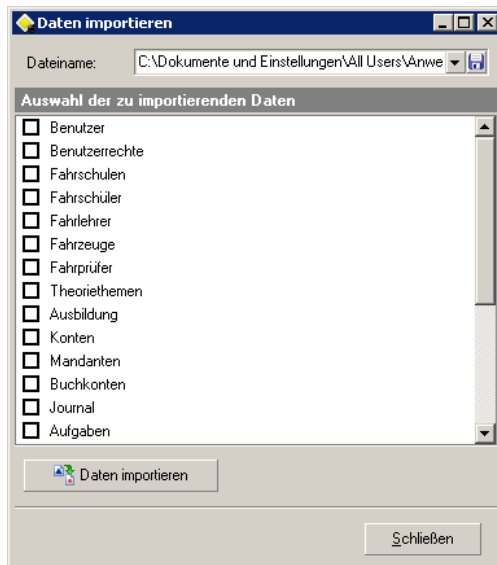 Daten importieren
Dateiname: C:\Dokumente und Einstellungen\All Users\Anwe
Auswahl der zu importierenden Daten
Benutzer
Benutzerrechte
Fahrschulen
Fahrschüler
Fahrlehrer
Fahrzeuge
Fahrprüfer
Theoriethemen
Ausbildung
Konten
Mandanten
Buchkonten
Journal
Aufgaben
Daten importieren
Schließen